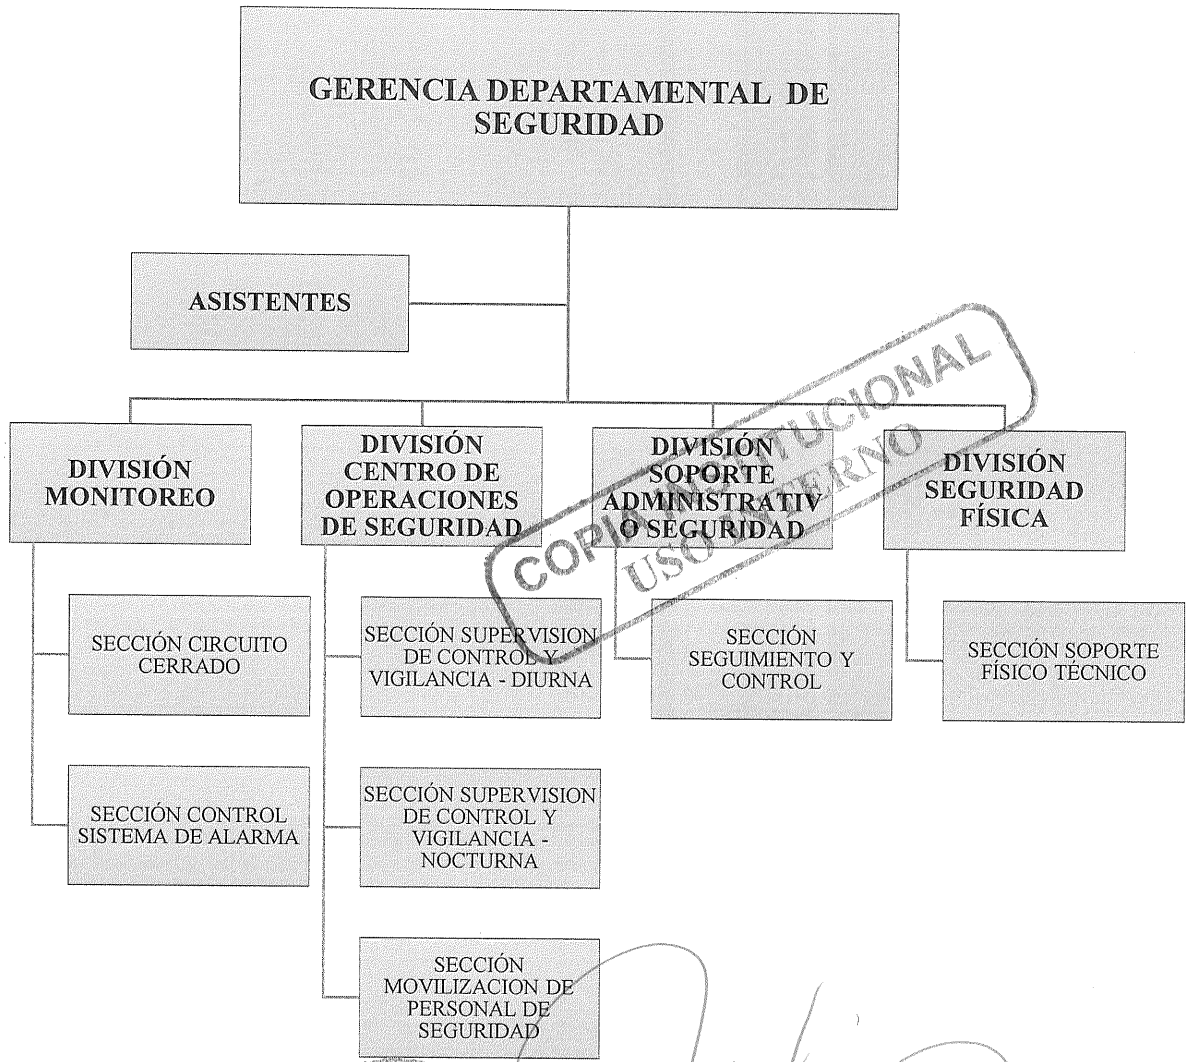 GERENCIA DEPARTAMENTAL DE
SEGURIDAD
ASISTENTES
DIVISIÓN
MONITOREO
DIVISIÓN
CENTRO DE
OPERACIONES
DE SEGURIDAD
DIVISIÓN
SOPORTE
ADMINISTRATIV
O SEGURIDAD
DIVISIÓN
SEGURIDAD
FÍSICA
COPIA INSTITUCIONAL
USO INTERNO
SECCIÓN CIRCUITO
CERRADO
SECCIÓN SUPERVISION
DE CONTROL Y
VIGILANCIA - DIURNA
SECCIÓN
SEGUIMIENTO Y
CONTROL
SECCIÓN SOPORTE
FÍSICO TÉCNICO
SECCIÓN CONTROL
SISTEMA DE ALARMA
SECCIÓN SUPERVISION
DE CONTROL Y
VIGILANCIA -
NOCTURNA
SECCIÓN
MOVILIZACION DE
PERSONAL DE
SEGURIDAD